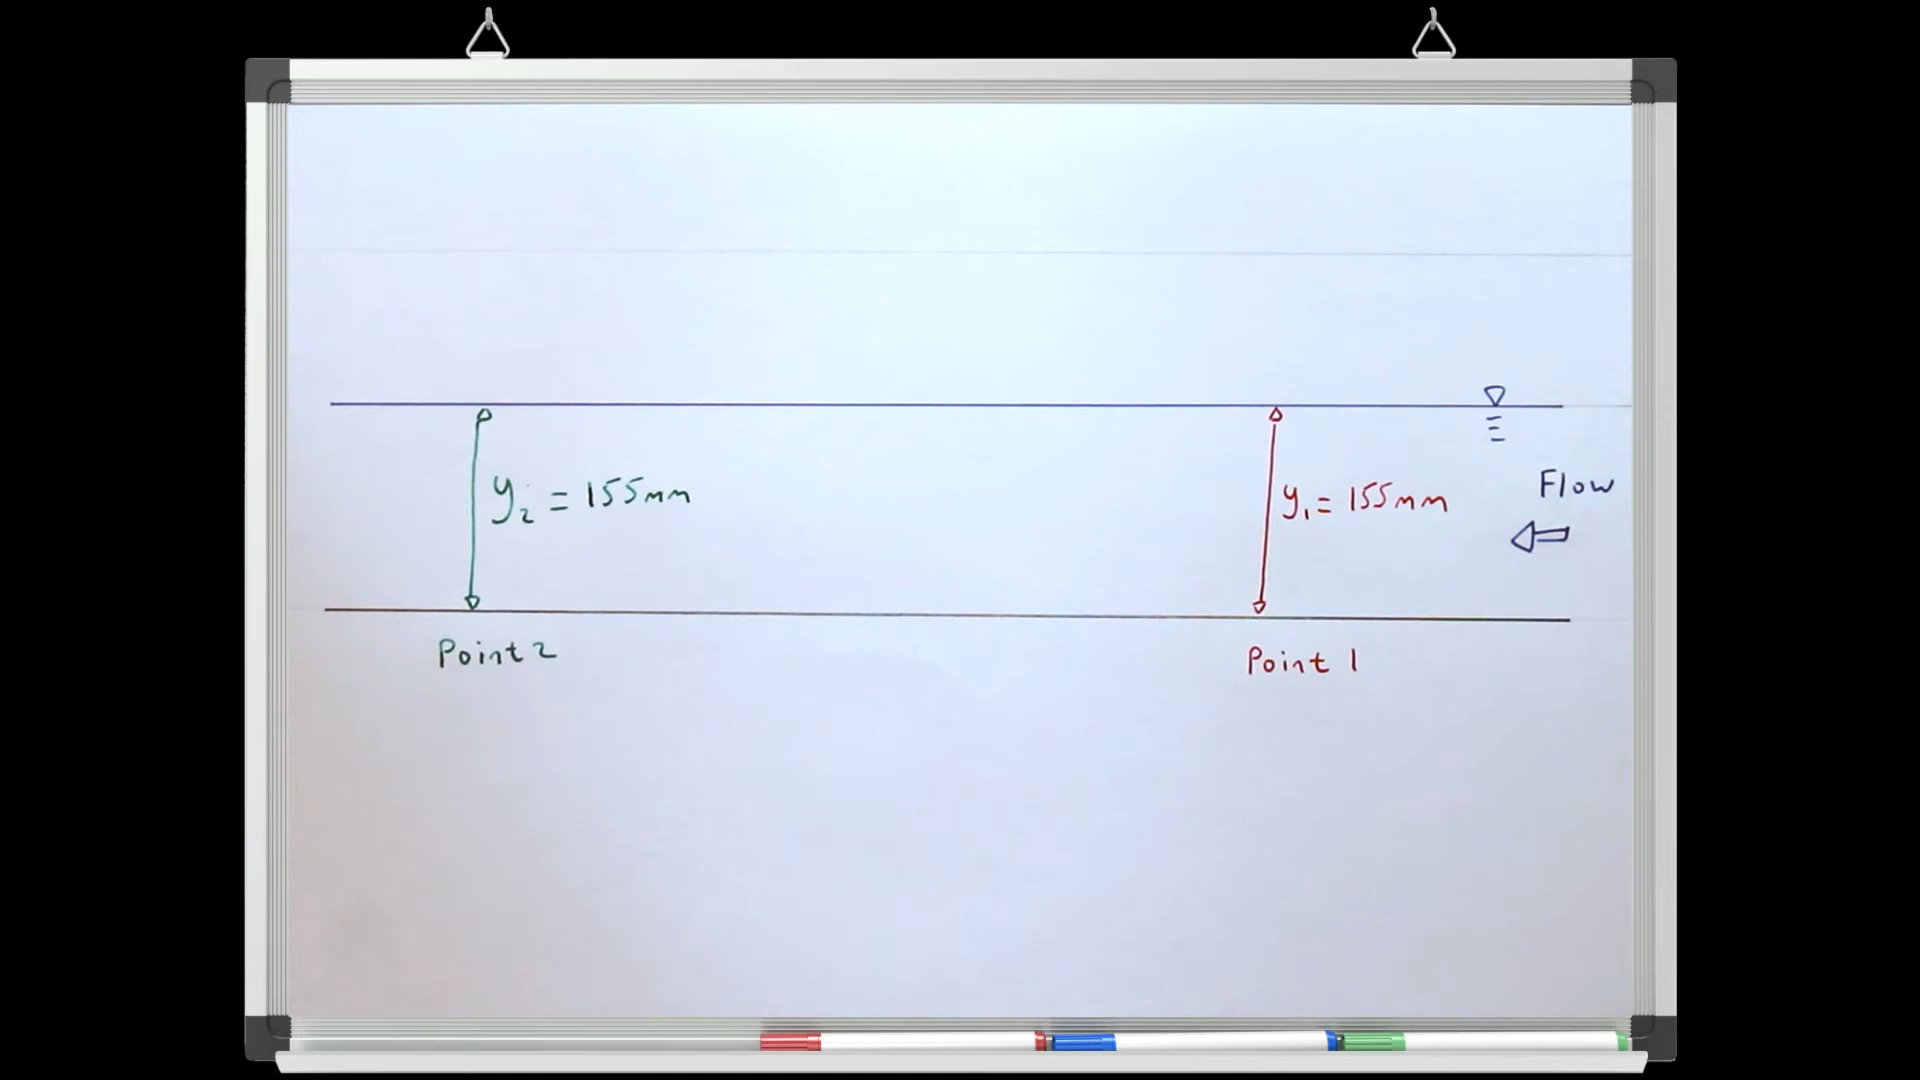 y₂ = 155mm
y₁ = 155mm
Flow
Point 2
Point 1